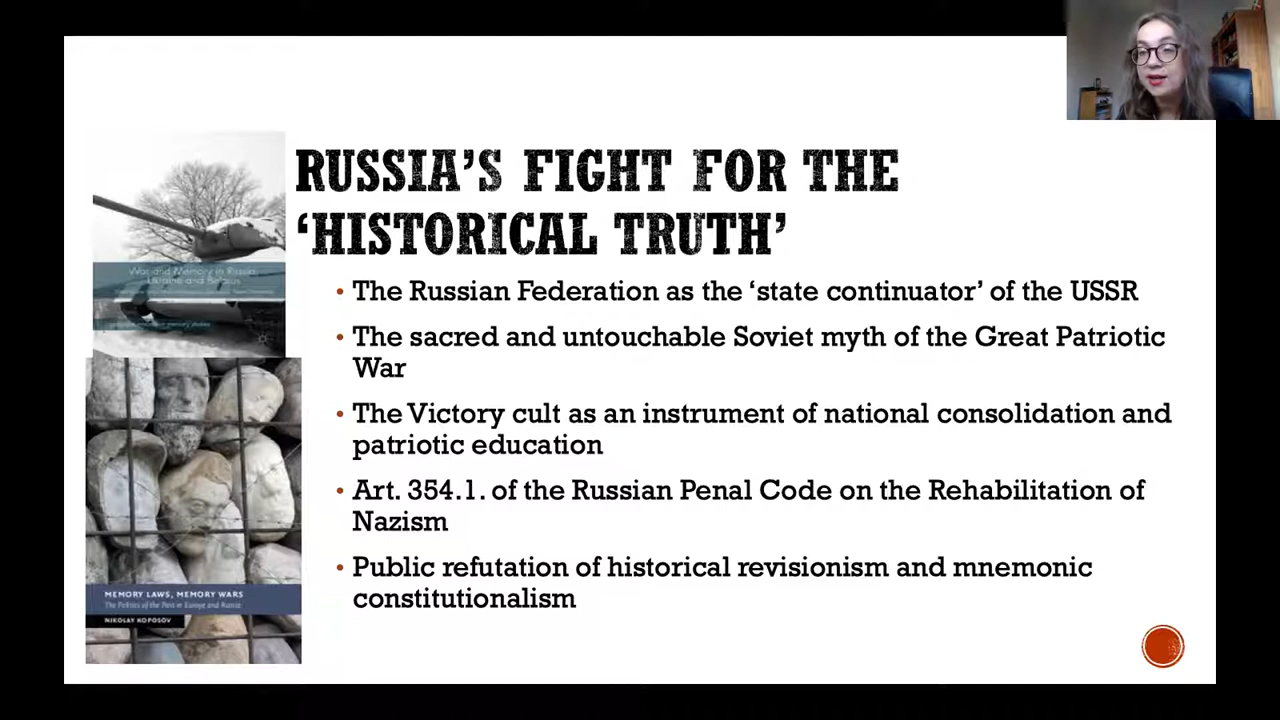 RUSSIA'S FIGHT FOR THE
'HISTORICAL TRUTH'
• The Russian Federation as the 'state continuator' of the USSR
• The sacred and untouchable Soviet myth of the Great Patriotic
War
• The Victory cult as an instrument of national consolidation and
patriotic education
• Art. 354.1. of the Russian Penal Code on the Rehabilitation of
Nazism
• Public refutation of historical revisionism and mnemonic
constitutionalism
War and Memory in Russia,
Ukraine and Belarus
MEMORY LAWS, MEMORY WARS
The Politics of the Past in Europe and Russia
NIKOLAY KOPOSOV